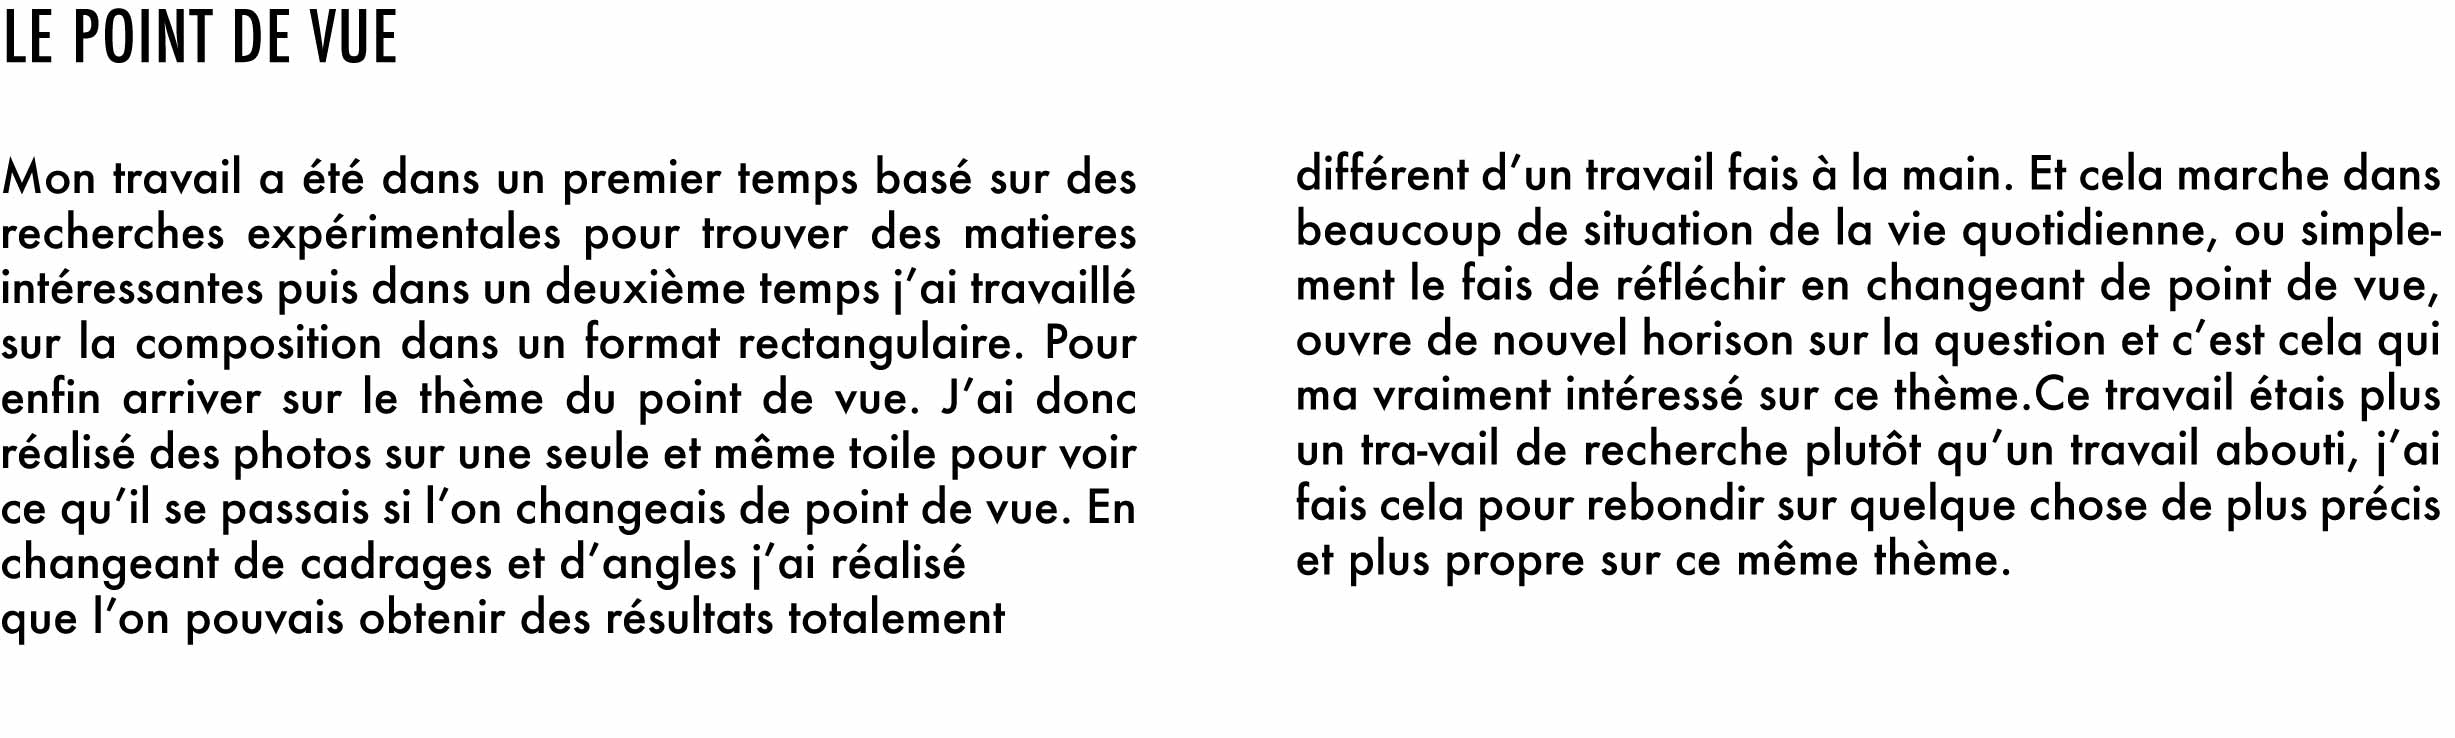 LE POINT DE VUE
Mon travail a été dans un premier temps basé sur des
recherches expérimentales pour trouver des matieres
intéressantes puis dans un deuxième temps j’ai travaillé
sur la composition dans un format rectangulaire. Pour
enfin arriver sur le thème du point de vue. J’ai donc
réalisé des photos sur une seule et même toile pour voir
ce qu’il se passais si l’on changeais de point de vue. En
changeant de cadrages et d’angles j’ai réalisé
que l’on pouvais obtenir des résultats totalement
différent d’un travail fais à la main. Et cela marche dans
beaucoup de situation de la vie quotidienne, ou simple-
ment le fais de réfléchir en changeant de point de vue,
ouvre de nouvel horison sur la question et c’est cela qui
ma vraiment intéressé sur ce thème.Ce travail étais plus
un tra-vail de recherche plutôt qu’un travail abouti, j’ai
fais cela pour rebondir sur quelque chose de plus précis
et plus propre sur ce même thème.